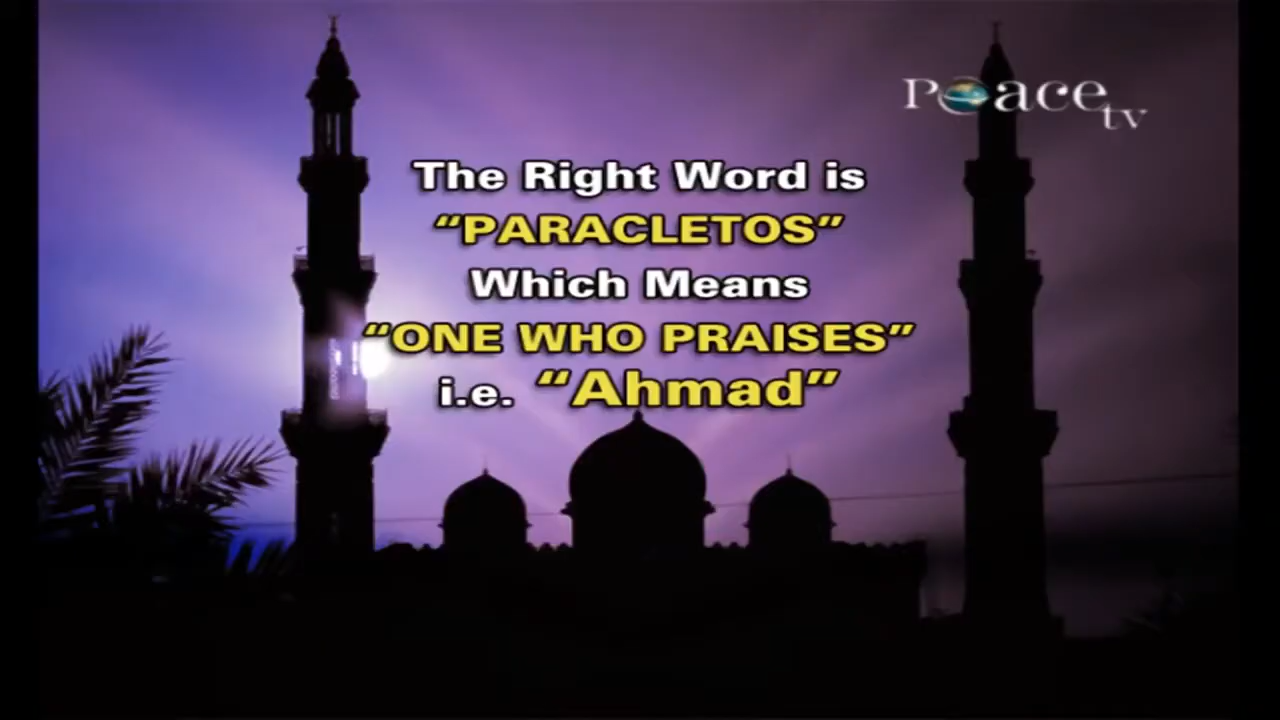 Peace tv
The Right Word is
“PARACLETOS”
Which Means
“ONE WHO PRAISES”
i.e. “Ahmad”